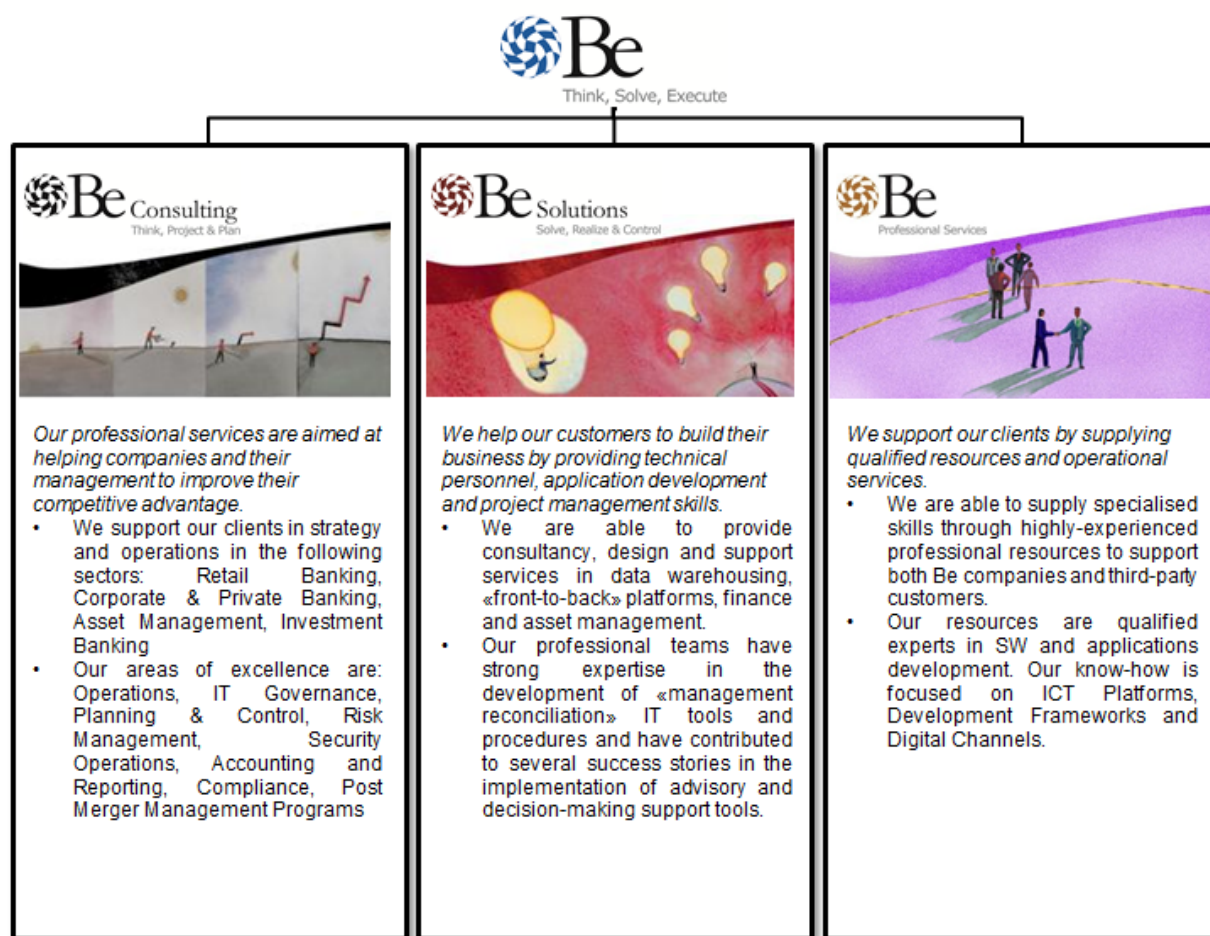 Be
Think, Solve, Execute
Be Consulting
Think, Project & Plan
Our professional services are aimed at
helping companies and their
management to improve their
competitive advantage.
• We support our clients in strategy
and operations in the following
sectors: Retail Banking,
Corporate & Private Banking,
Asset Management, Investment
Banking
• Our areas of excellence are:
Operations, IT Governance,
Planning & Control, Risk
Management, Security
Operations, Accounting and
Reporting, Compliance, Post
Merger Management Programs
Be Solutions
Solve, Realize & Control
We help our customers to build their
business by providing technical
personnel, application development
and project management skills.
• We are able to provide
consultancy, design and support
services in data warehousing,
«front-to-back» platforms, finance
and asset management.
• Our professional teams have
strong expertise in the
development of «management
reconciliation» IT tools and
procedures and have contributed
to several success stories in the
implementation of advisory and
decision-making support tools.
Be
Professional Services
We support our clients by supplying
qualified resources and operational
services.
• We are able to supply specialised
skills through highly-experienced
professional resources to support
both Be companies and third-party
customers.
• Our resources are qualified
experts in SW and applications
development. Our know-how is
focused on ICT Platforms,
Development Frameworks and
Digital Channels.